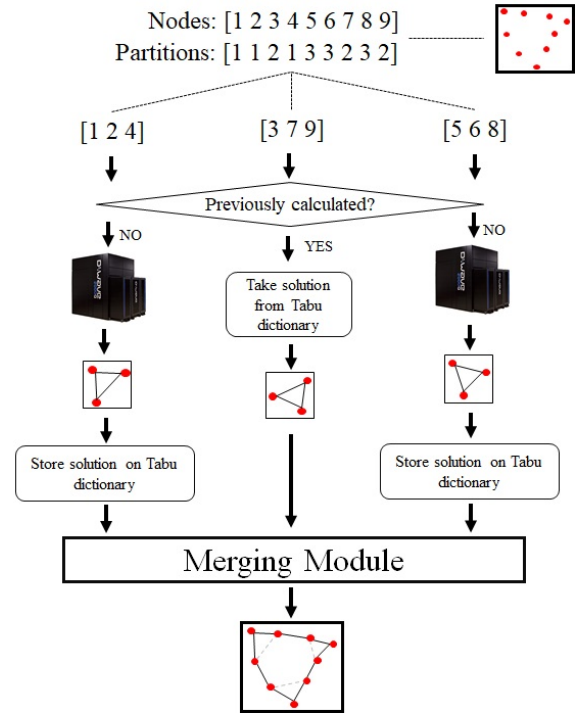 Nodes: [1 2 3 4 5 6 7 8 9]
Partitions: [1 1 2 1 3 3 2 3 2]
[1 2 4]
[3 7 9]
[5 6 8]
Previously calculated?
NO
YES
NO
Take solution
from Tabu
dictionary
Store solution on Tabu
dictionary
Store solution on Tabu
dictionary
Merging Module